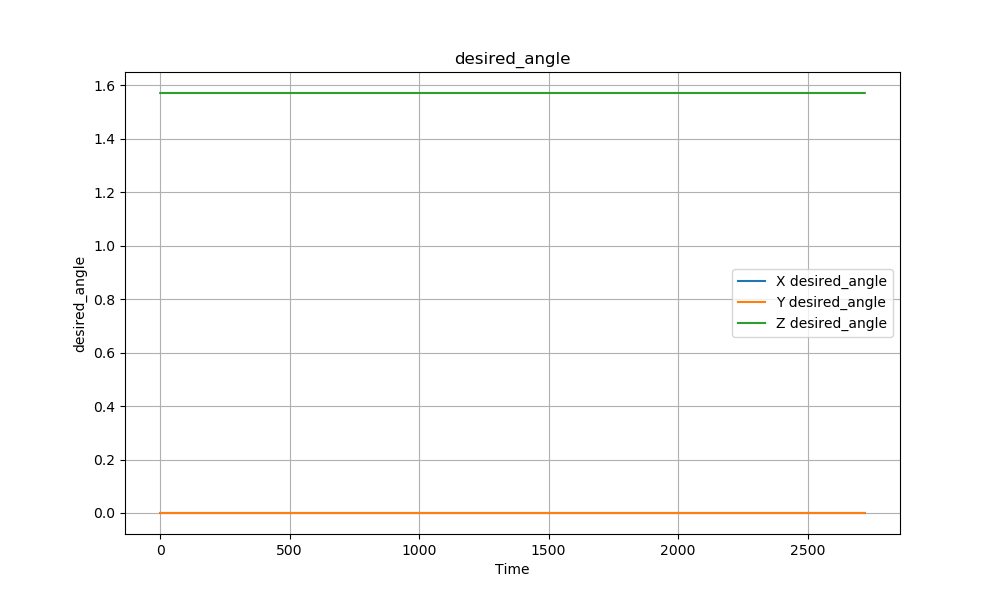 desired_angle
1.6
1.4
1.2
1.0
0.8
0.6
0.4
0.2
0.0
desired_angle
X desired_angle
Y desired_angle
Z desired_angle
0 500 1000 1500 2000 2500
Time